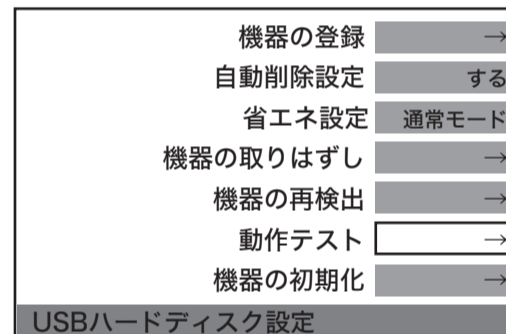 機器の登録 →
自動削除設定 する
省エネ設定 通常モード
機器の取りはずし →
機器の再検出 →
動作テスト →
機器の初期化 →
USBハードディスク設定